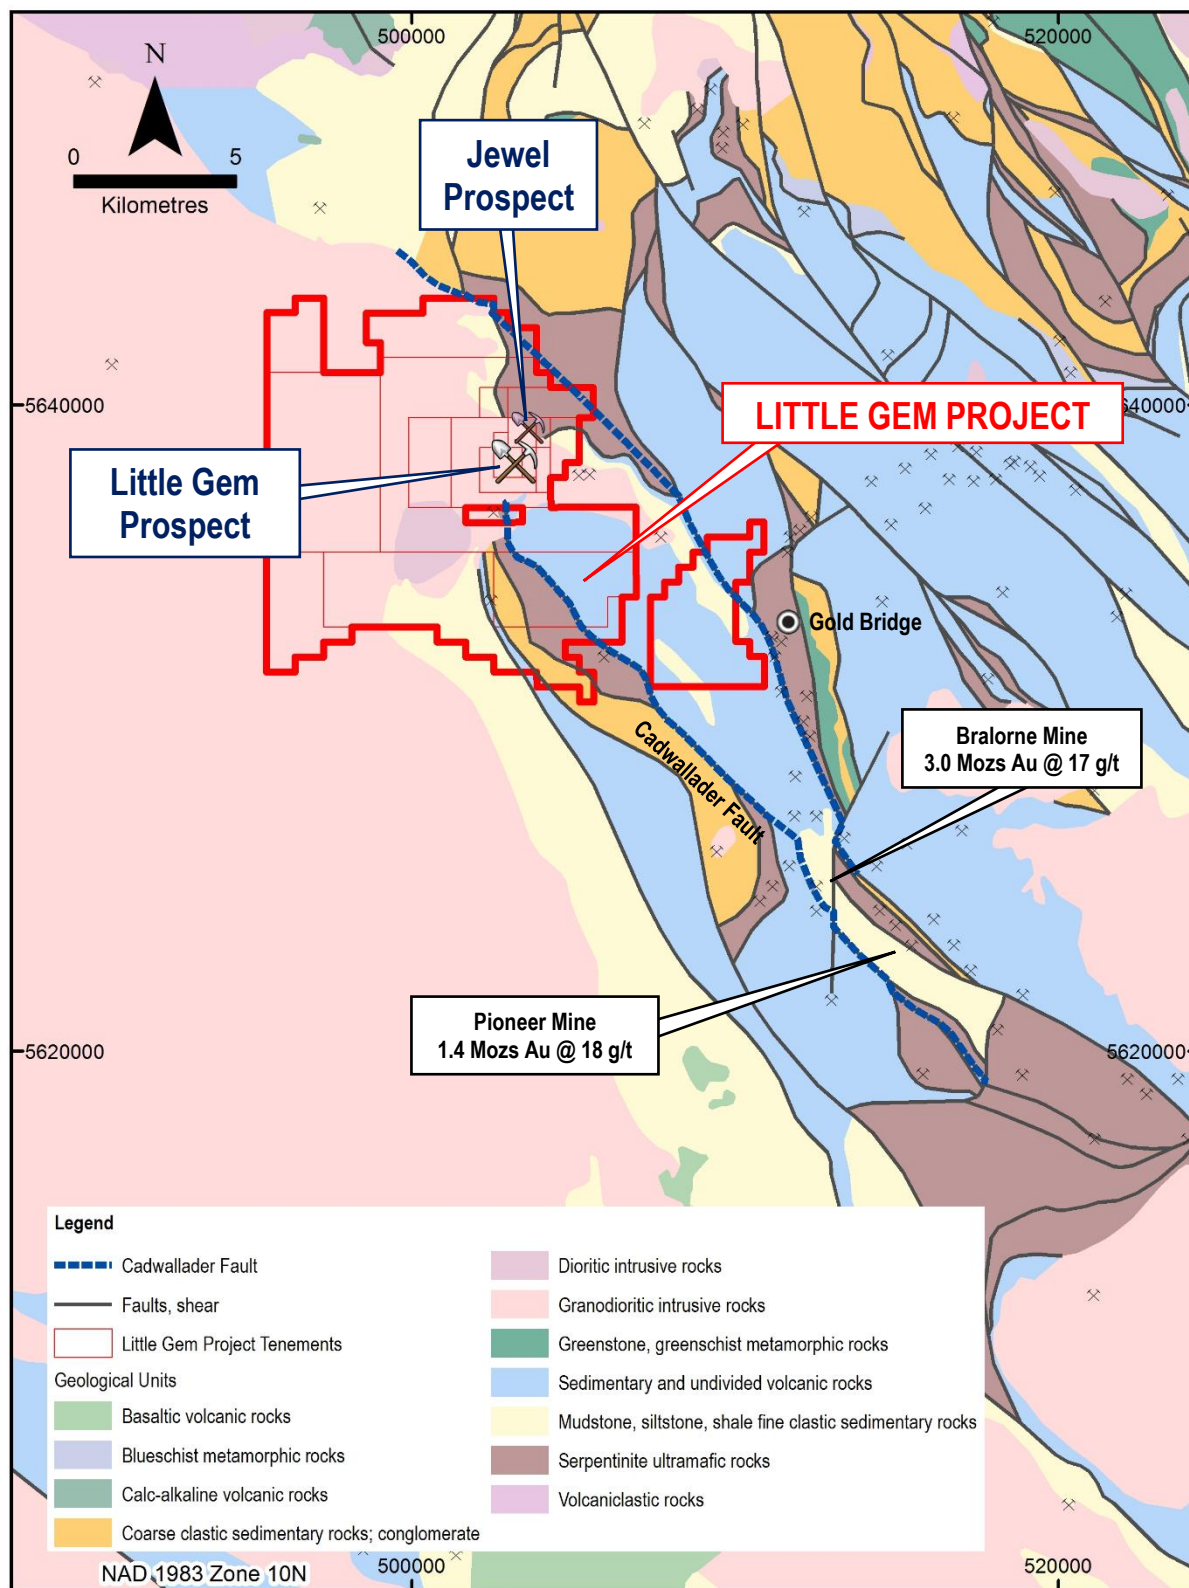 500000
520000
N
0
5
Kilometres
Jewel
Prospect
5640000
640000
LITTLE GEM PROJECT
Little Gem
Prospect
Gold Bridge
Cadwallader Fault
Bralorne Mine
3.0 Mozs Au @ 17 g/t
Pioneer Mine
1.4 Mozs Au @ 18 g/t
5620000
5620000
Legend
Cadwallader Fault
Faults, shear
Little Gem Project Tenements
Geological Units
Basaltic volcanic rocks
Blueschist metamorphic rocks
Calc-alkaline volcanic rocks
Coarse clastic sedimentary rocks; conglomerate
Dioritic intrusive rocks
Granodioritic intrusive rocks
Greenstone, greenschist metamorphic rocks
Sedimentary and undivided volcanic rocks
Mudstone, siltstone, shale fine clastic sedimentary rocks
Serpentinite ultramafic rocks
Volcaniclastic rocks
NAD 1983 Zone 10N
500000
520000